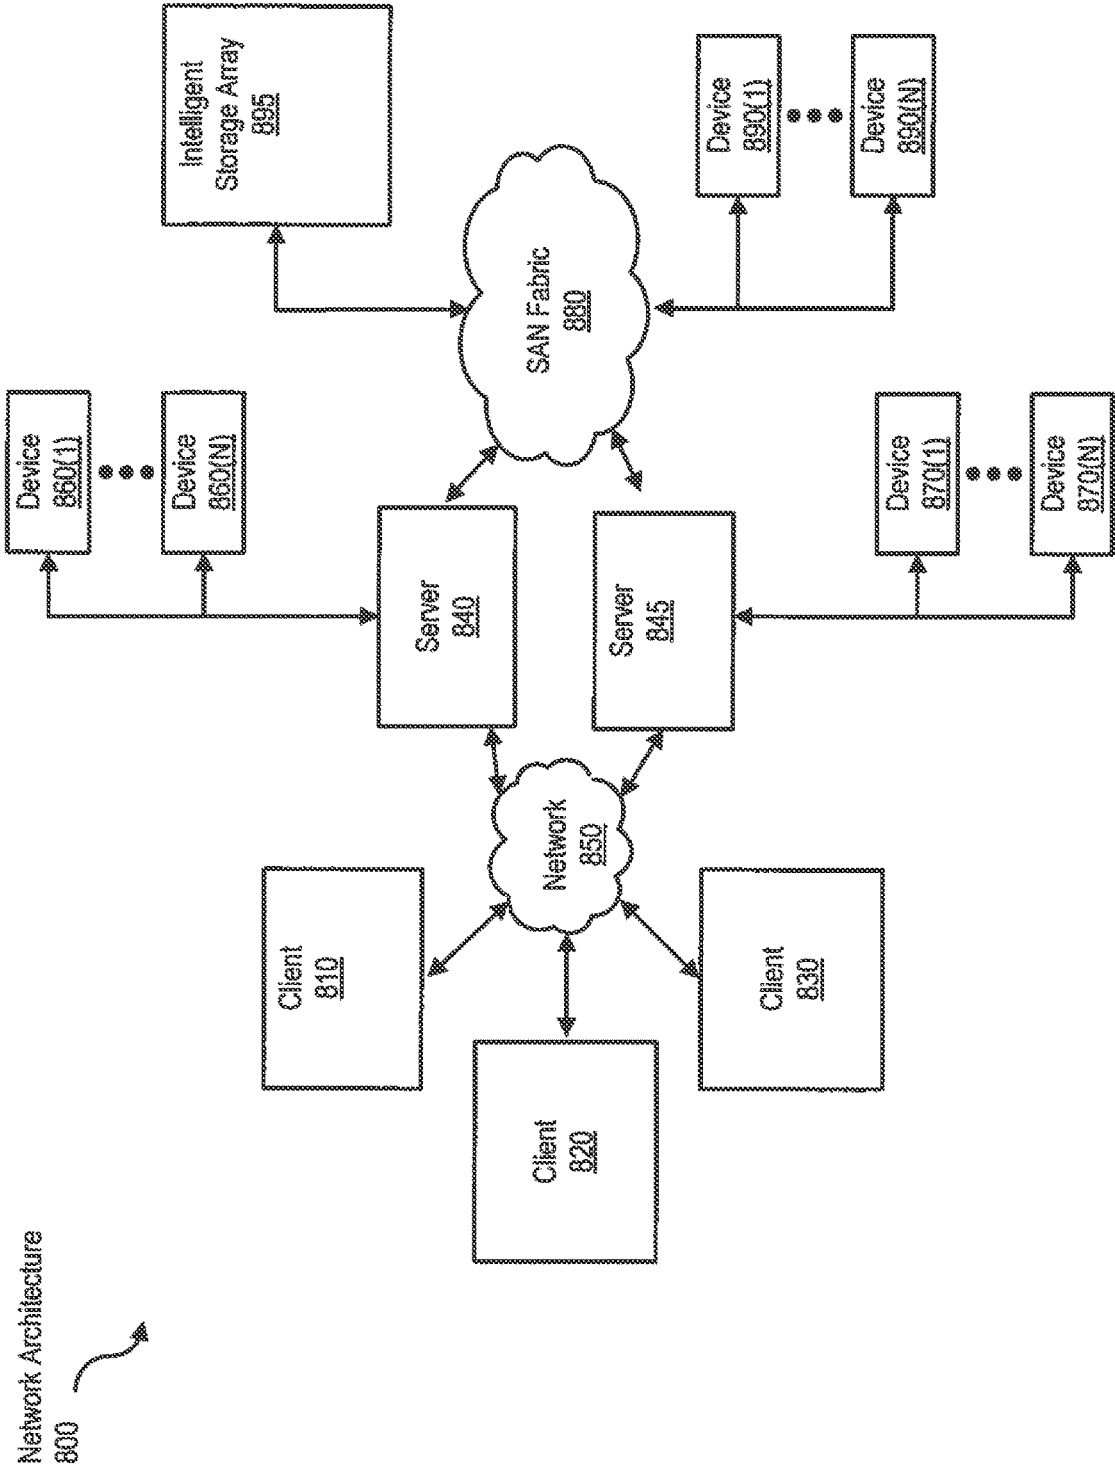 Network Architecture
800
Device
860(1)
Device
860(N)
Intelligent
Storage Array
895
Client
810
Server
840
Client
820
Network
850
SAN Fabric
880
Server
845
Client
830
Device
890(1)
Device
890(N)
Device
870(1)
Device
870(N)